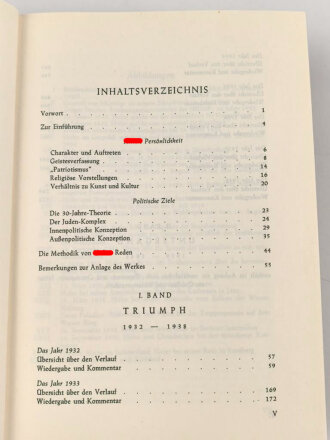 INHALTSVERZEICHNIS
Vorwort . . . . . . . . . . . . 1
Zur Einführung . . . . . . . . . . . . 4
Persönlichkeit
Charakter und Auftreten . . . . . . . . . . 6
Geistesverfassung . . . . . . . . . . 8
„Patriotismus“ . . . . . . . . . . 14
Religiöse Vorstellungen . . . . . . . . . . 16
Verhältnis zu Kunst und Kultur . . . . . . . . . 20
Politische Ziele
Die 30-Jahre-Theorie . . . . . . . . . . 23
Der Juden-Komplex . . . . . . . . . . 24
Innenpolitische Konzeption . . . . . . . . . . 29
Außenpolitische Konzeption . . . . . . . . . . 35
Die Methodik von Reden . . . . . . . . . . 44
Bemerkungen zur Anlage des Werkes . . . . . . . . . 55
I. BAND
TRIUMPH
1932 — 1938
Das Jahr 1932
Übersicht über den Verlauf . . . . . . . . . . 57
Wiedergabe und Kommentar . . . . . . . . . . 59
Das Jahr 1933
Übersicht über den Verlauf . . . . . . . . . . 169
Wiedergabe und Kommentar . . . . . . . . . . 172
V